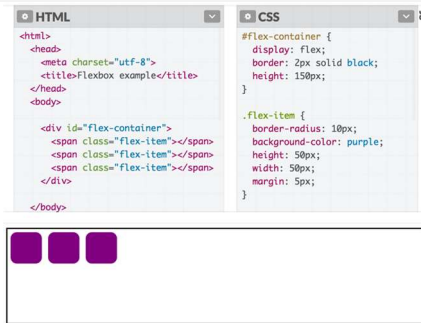 HTML
<html>
<head>
<meta charset="utf-8">
<title>Flexbox example</title>
</head>
<body>
<div id="flex-container">
<span class="flex-item"></span>
<span class="flex-item"></span>
<span class="flex-item"></span>
</div>
</body>
CSS
#flex-container {
display: flex;
border: 2px solid black;
height: 150px;
}
.flex-item {
border-radius: 10px;
background-color: purple;
height: 50px;
width: 50px;
margin: 5px;
}